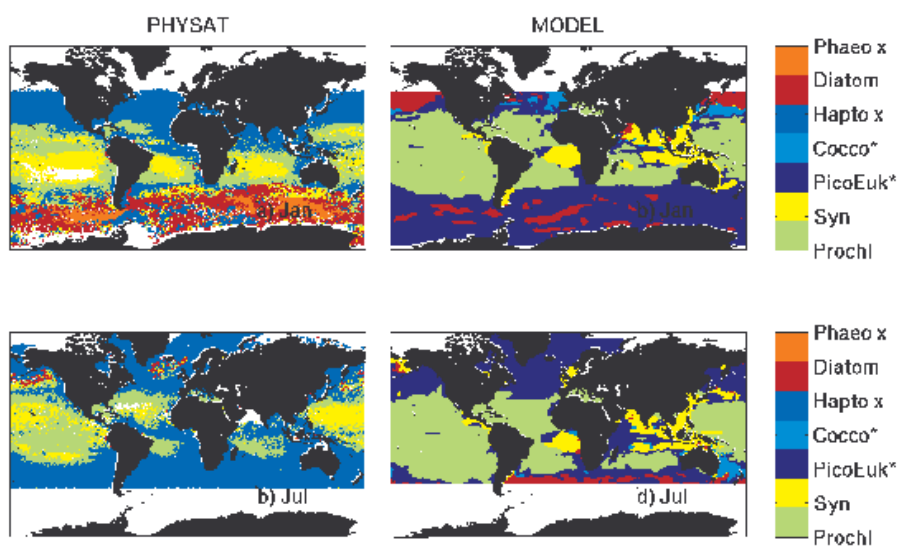 PHYSAT
MODEL
a) Jan
b) Jan
Phaeo x
Diatom
Hapto x
Cocco*
PicoEuk*
Syn
Prochl
b) Jul
d) Jul
Phaeo x
Diatom
Hapto x
Cocco*
PicoEuk*
Syn
Prochl